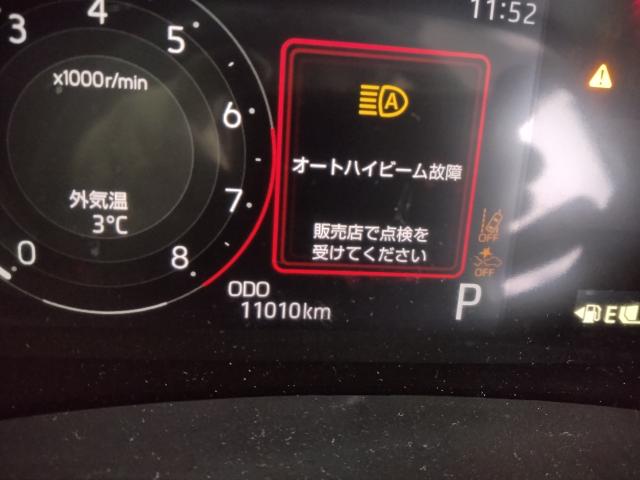 11:52
3
4
5
x1000r/min
A
6
オートハイビーム故障
外気温
3°C
7
販売店で点検を
受けてください
OFF
0
8
OFF
ODO
11010km
P
E